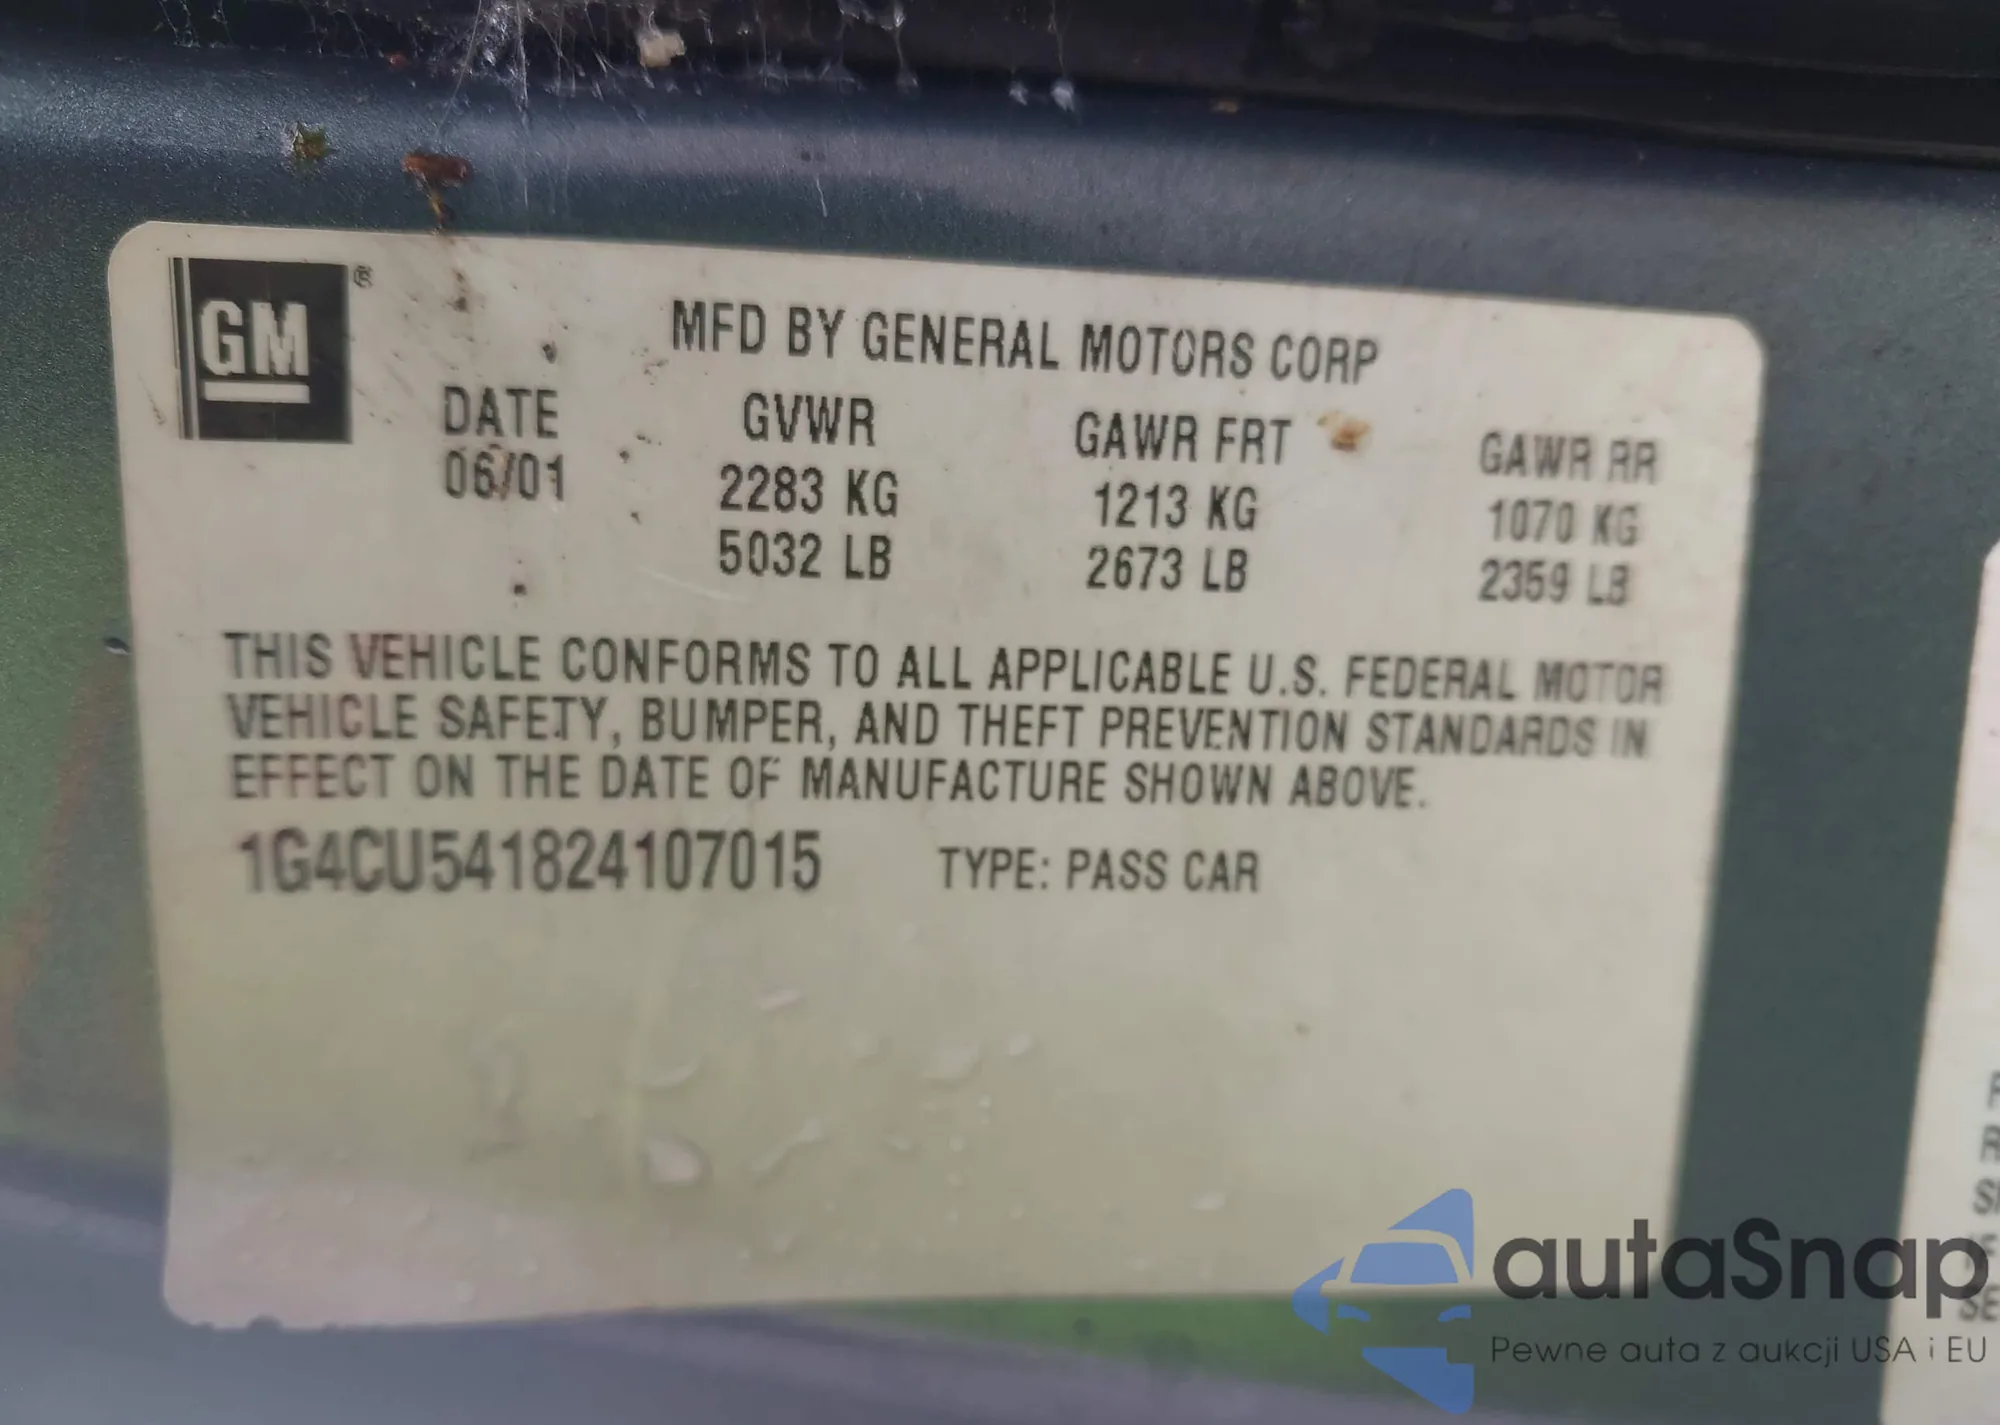 GM ®
MFD BY GENERAL MOTORS CORP
DATE GVWR GAWR FRT GAWR RR
06/01 2283 KG 1213 KG 1070 KG
5032 LB 2673 LB 2359 LB
THIS VEHICLE CONFORMS TO ALL APPLICABLE U.S. FEDERAL MOTOR
VEHICLE SAFETY, BUMPER, AND THEFT PREVENTION STANDARDS IN
EFFECT ON THE DATE OF MANUFACTURE SHOWN ABOVE.
1G4CU541824107015 TYPE: PASS CAR
autaSnap
Pewne auta z aukcji USA i EU